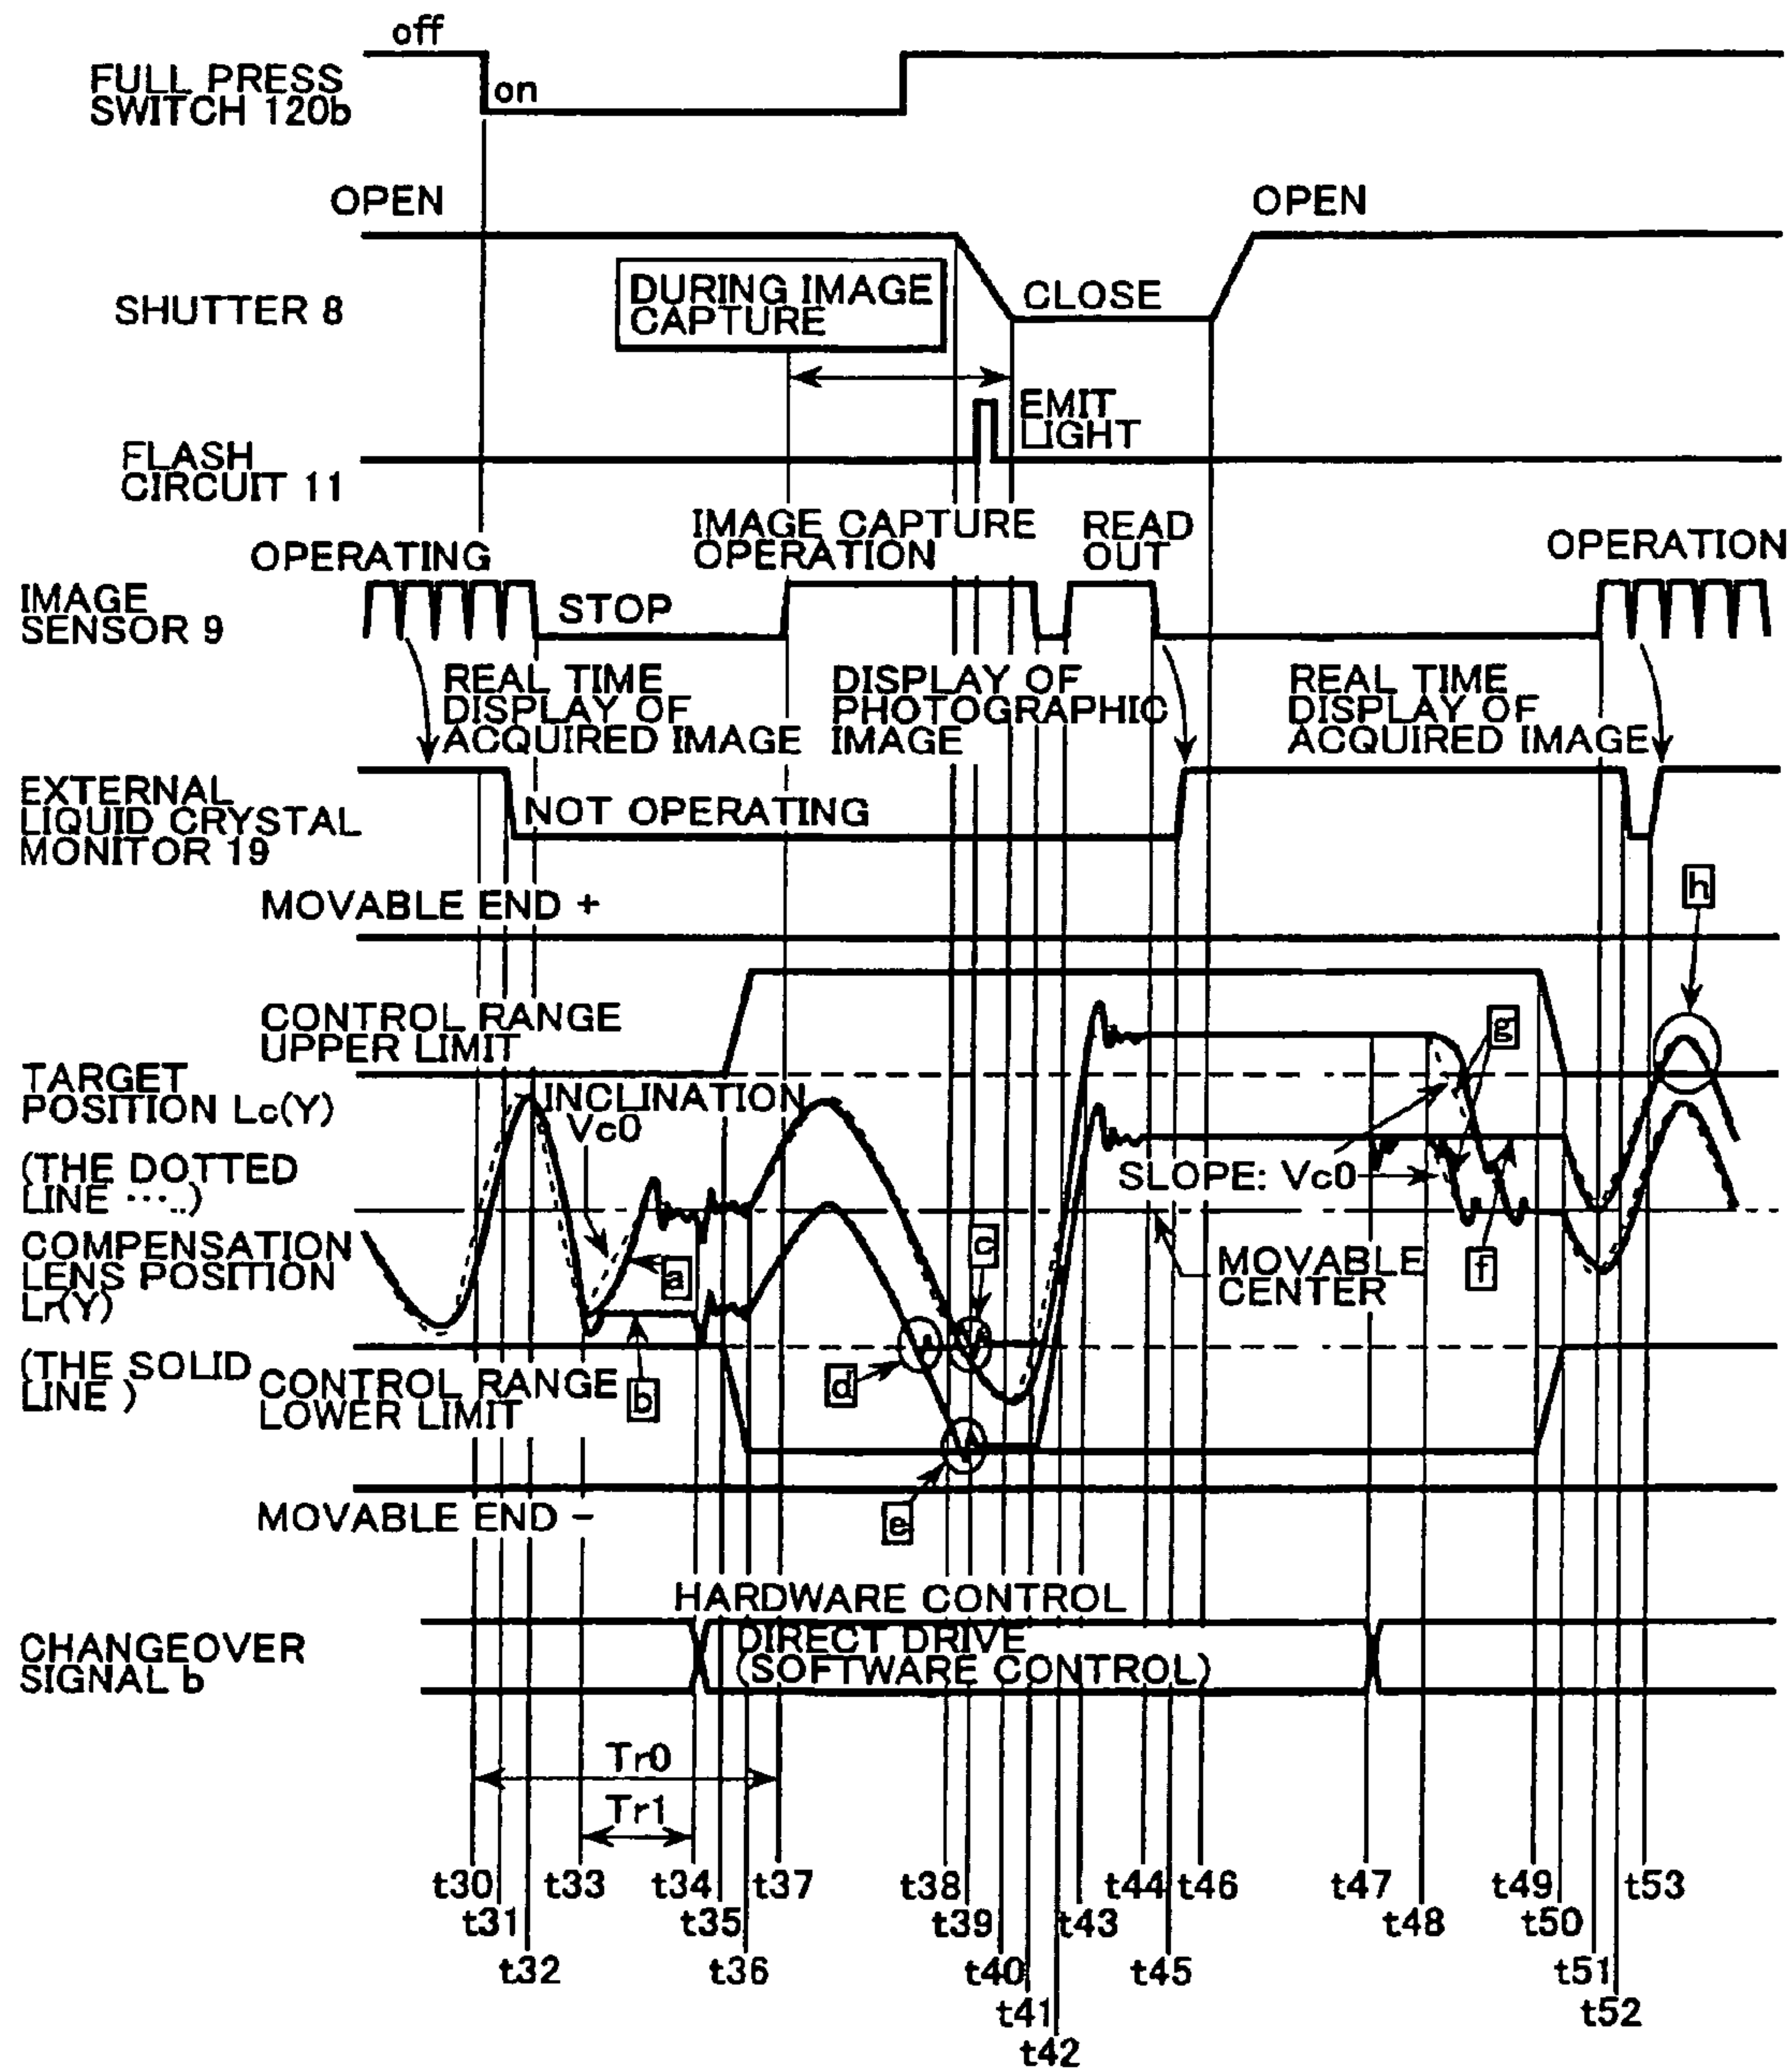 off
FULL PRESS
SWITCH 120b
on
OPEN
OPEN
SHUTTER 8
DURING IMAGE
CAPTURE
CLOSE
EMIT
LIGHT
FLASH
CIRCUIT 11
OPERATING
IMAGE CAPTURE
OPERATION
READ
OUT
OPERATION
IMAGE
SENSOR 9
STOP
REAL TIME
DISPLAY OF
ACQUIRED IMAGE
DISPLAY OF
PHOTOGRAPHIC
IMAGE
REAL TIME
DISPLAY OF
ACQUIRED IMAGE
EXTERNAL
LIQUID CRYSTAL
MONITOR 19
NOT OPERATING
MOVABLE END +
h
CONTROL RANGE
UPPER LIMIT
g
TARGET
POSITION Lc(Y)
INCLINATION
Vc0
(THE DOTTED
LINE ·····)
SLOPE: Vc0
COMPENSATION
LENS POSITION
Lr(Y)
a
c
MOVABLE
CENTER
f
(THE SOLID
LINE )
CONTROL RANGE
LOWER LIMIT
b
d
e
MOVABLE END -
HARDWARE CONTROL
CHANGEOVER
SIGNAL b
DIRECT DRIVE
(SOFTWARE CONTROL)
Tr0
Tr1
t30 t33 t34 t37 t38 t44 t46 t47 t49 t53
t31 t35 t39 t43 t48 t50
t32 t36 t40 t45 t51
t41 t52
t42